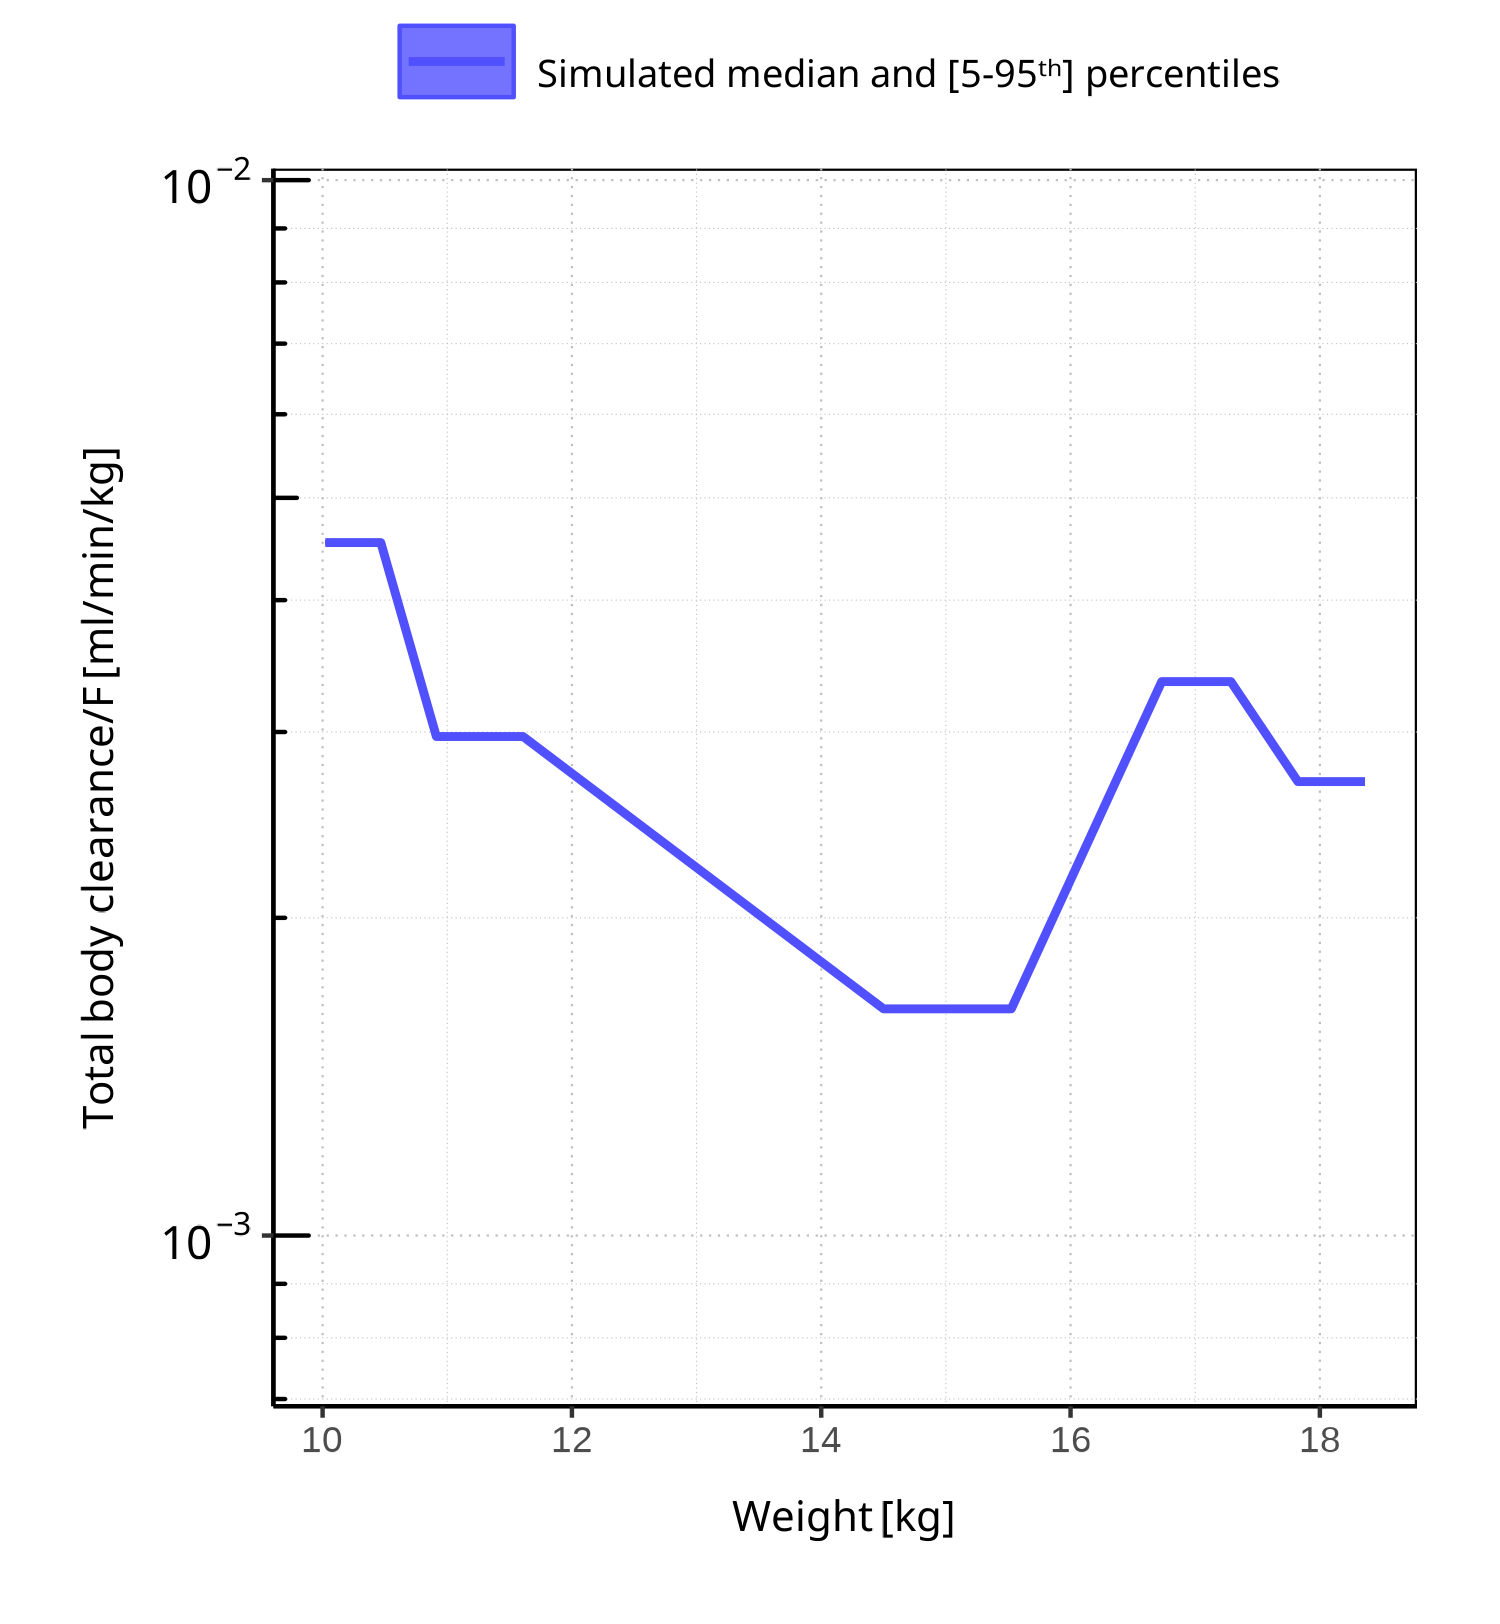 Simulated median and [5-95ᵗʰ] percentiles
10⁻²
Total body clearance/F [ml/min/kg]
10⁻³
10 12 14 16 18
Weight [kg]